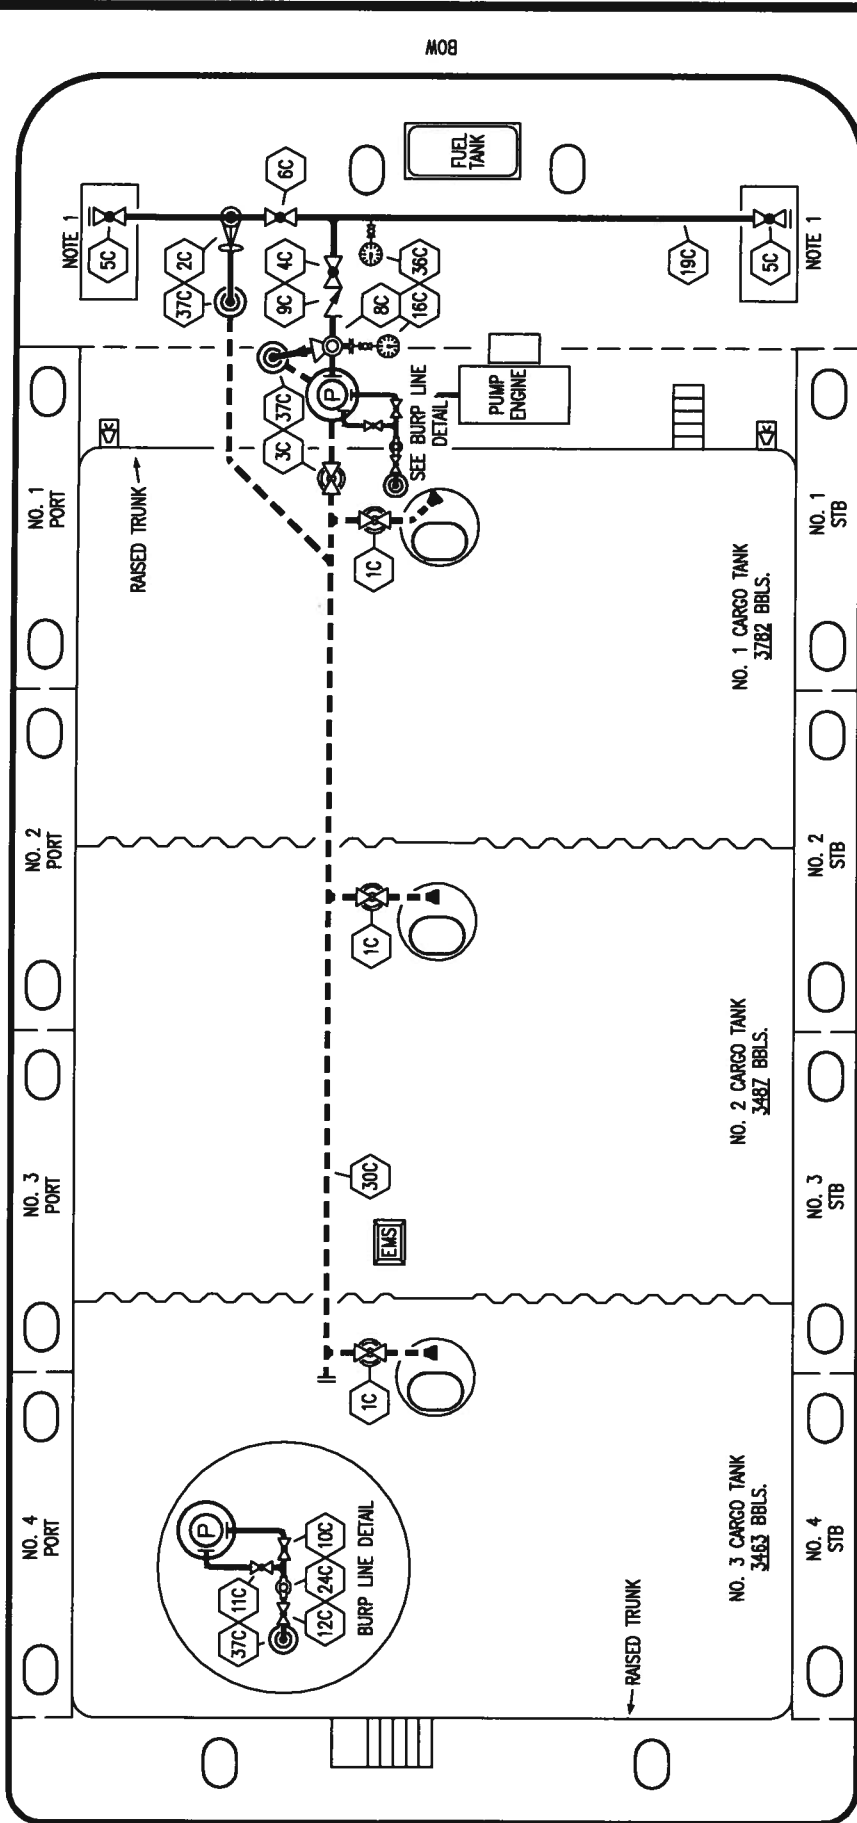 BOW
FUEL
TANK
6C
NOTE 1
5C
2C
37C
4C
9C
8C
16C
36C
19C
5C
NOTE 1
37C
3C
P
SEE BURP LINE
DETAIL
PUMP
ENGINE
NO. 1
PORT
RAISED TRUNK
1C
NO. 1 CARGO TANK
3782 BBLS.
NO. 1
STB
NO. 2
PORT
1C
NO. 2
STB
NO. 2 CARGO TANK
3487 BBLS.
NO. 3
PORT
30C
EMS
NO. 3
STB
1C
NO. 4
PORT
P
11C
37C
10C
24C
12C
BURP LINE DETAIL
NO. 3 CARGO TANK
3463 BBLS.
NO. 4
STB
RAISED TRUNK